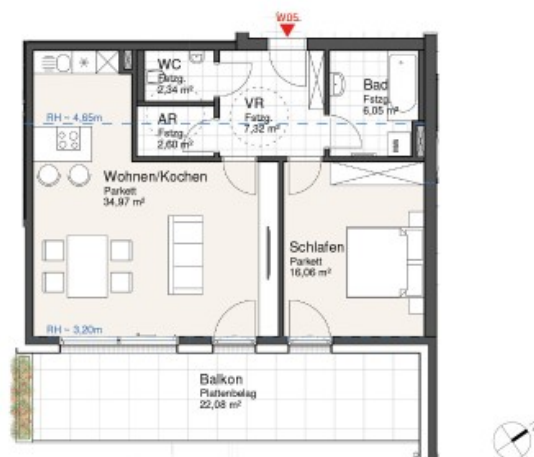 W05.
WC
Fstzg.
2,34 m²
VR
Fstzg.
7,32 m²
Bad
Fstzg.
6,05 m²
RH ~ 4,65m
AR
Fstzg.
2,60 m²
Wohnen/Kochen
Parkett
34,97 m²
Schlafen
Parkett
16,06 m²
RH ~ 3,20m
Balkon
Plattenbelag
22,08 m²